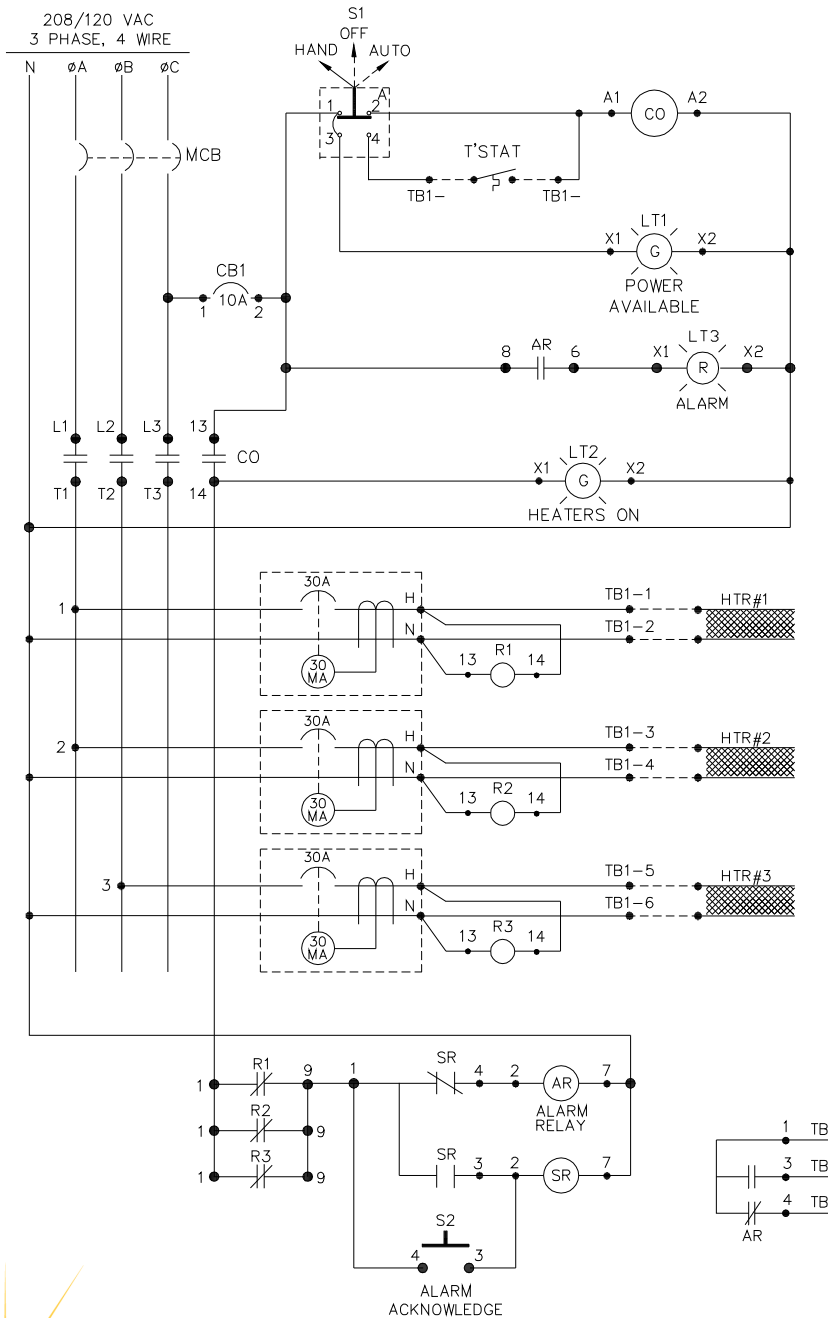 208/120 VAC
3 PHASE, 4 WIRE
N øA øB øC
S1
OFF
HAND AUTO
A
1 2
3 4
A1 CO A2
MCB
T'STAT
TB1- TB1-
LT1
X1 G X2
POWER
AVAILABLE
CB1
10A
1 2
LT3
8 AR 6 X1 R X2
ALARM
L1 L2 L3 13
CO
T1 T2 T3 14
LT2
X1 G X2
HEATERS ON
30A
1 H TB1-1 HTR#1
N TB1-2
30
MA
13 R1 14
30A
2 H TB1-3 HTR#2
N TB1-4
30
MA
13 R2 14
30A
3 H TB1-5 HTR#3
N TB1-6
30
MA
13 R3 14
1 R1 9 1 SR 4 2 AR 7
ALARM
RELAY
1 R2 9
1 R3 9
SR 3 2 SR 7
S2
4 3
ALARM
ACKNOWLEDGE
1 TB
3 TB
4 TB
AR